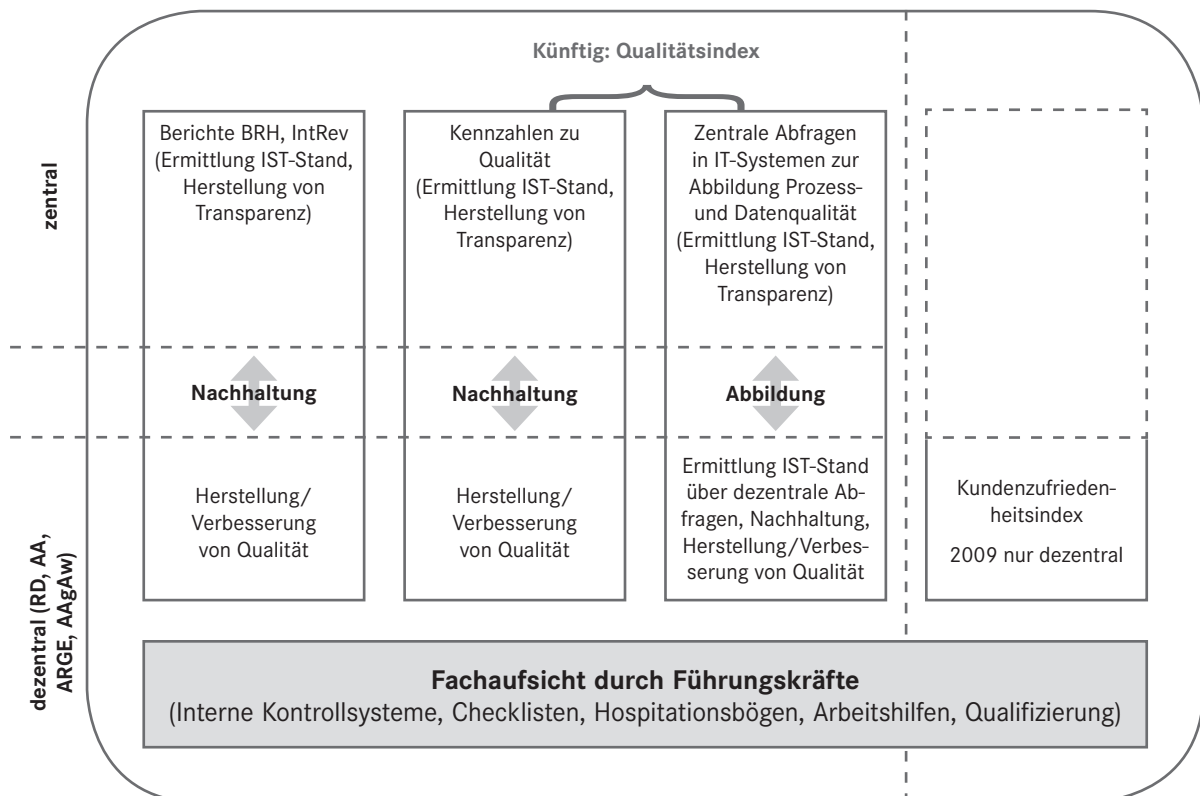 Künftig: Qualitätsindex
zentral
Berichte BRH, IntRev
(Ermittlung IST-Stand,
Herstellung von
Transparenz)
Kennzahlen zu
Qualität
(Ermittlung IST-Stand,
Herstellung von
Transparenz)
Zentrale Abfragen
in IT-Systemen zur
Abbildung Prozess-
und Datenqualität
(Ermittlung IST-Stand,
Herstellung von
Transparenz)
Nachhaltung
Nachhaltung
Abbildung
dezentral (RD, AA,
ARGE, AAgAw)
Herstellung/
Verbesserung
von Qualität
Herstellung/
Verbesserung
von Qualität
Ermittlung IST-Stand
über dezentrale Ab-
fragen, Nachhaltung,
Herstellung/Verbes-
serung von Qualität
Kundenzufrieden-
heitsindex
2009 nur dezentral
Fachaufsicht durch Führungskräfte
(Interne Kontrollsysteme, Checklisten, Hospitationsbögen, Arbeitshilfen, Qualifizierung)